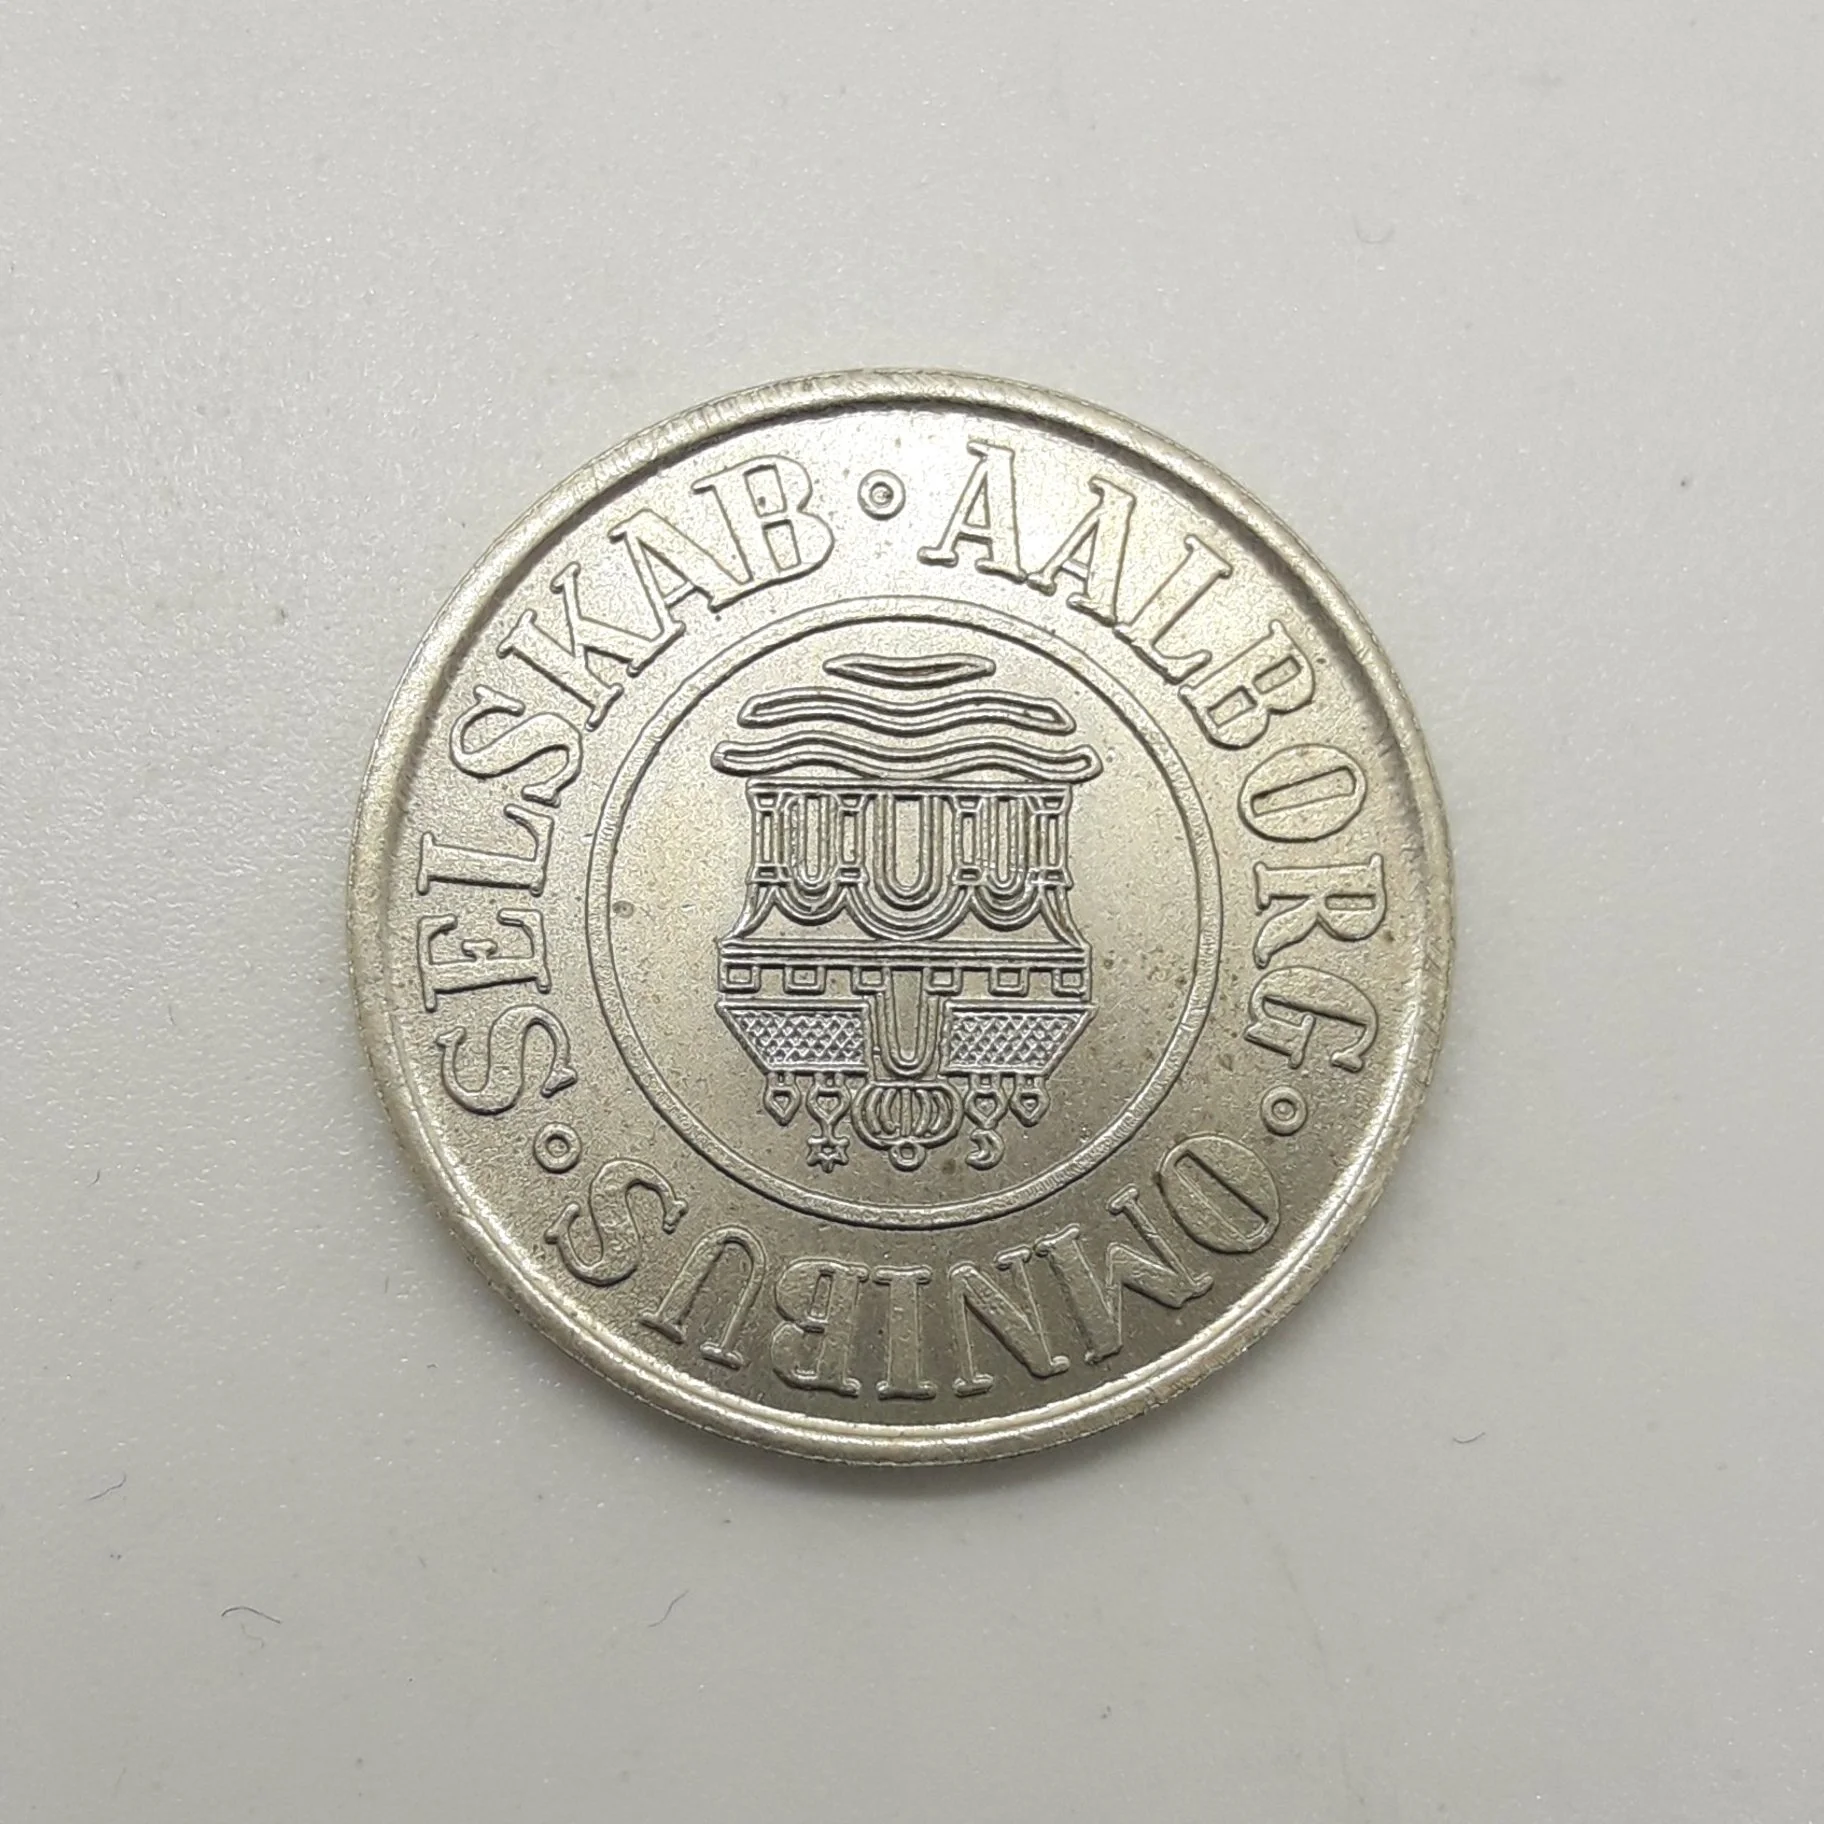 AALBORG · OMNIBUS · SELSKAB ·